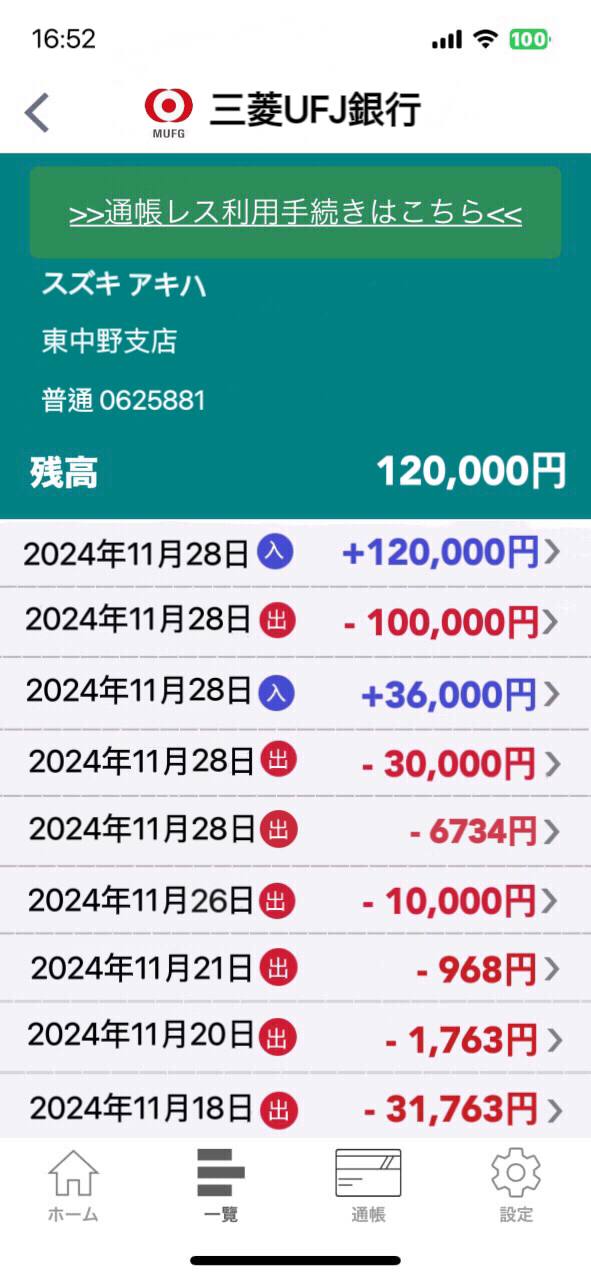 16:52
100
MUFG
三菱UFJ銀行
>>通帳レス利用手続きはこちら<<
スズキ アキハ
東中野支店
普通 0625881
残高 120,000円
2024年11月28日 入 +120,000円
2024年11月28日 出 - 100,000円
2024年11月28日 入 +36,000円
2024年11月28日 出 - 30,000円
2024年11月28日 出 - 6734円
2024年11月26日 出 - 10,000円
2024年11月21日 出 - 968円
2024年11月20日 出 - 1,763円
2024年11月18日 出 - 31,763円
ホーム 一覧 通帳 設定